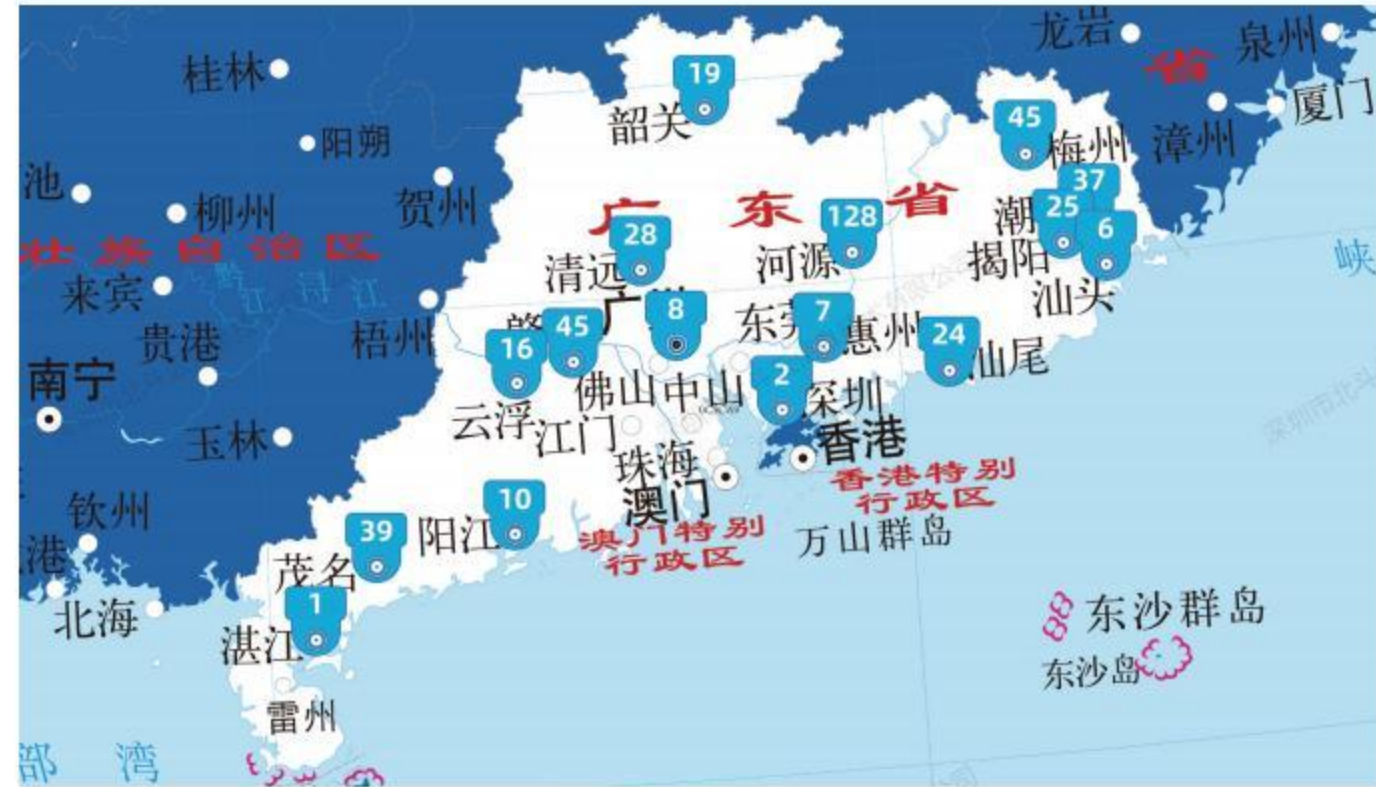 龙岩
泉州
桂林
19
省
韶关
厦门
45
阳朔
梅州
漳州
池
37
柳州
贺州
广东省
128
潮
25
6
28
壮族自治区
清远
河源
揭阳
峡
来宾
浔江
汕头
8
东莞
7
惠州
24
贵港
梧州
16
45
汕尾
南宁
佛山
中山
2
深圳
云浮
江门
玉林
香港
珠海
香港特别
行政区
10
澳门
钦州
39
阳江
澳门特别
行政区
万山群岛
港
茂名
1
北海
东沙群岛
湛江
东沙岛
雷州
部湾